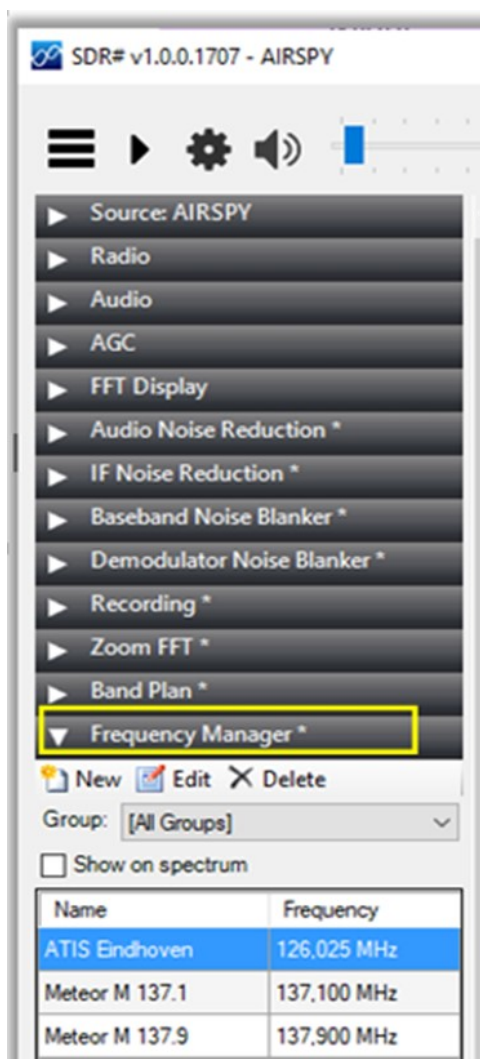 SDR# v1.0.0.1707 - AIRSPY
Source: AIRSPY
Radio
Audio
AGC
FFT Display
Audio Noise Reduction *
IF Noise Reduction *
Baseband Noise Blanker *
Demodulator Noise Blanker *
Recording *
Zoom FFT *
Band Plan *
Frequency Manager *
New Edit Delete
Group: [All Groups]
Show on spectrum
Name Frequency
ATIS Eindhoven 126,025 MHz
Meteor M 137.1 137,100 MHz
Meteor M 137.9 137,900 MHz